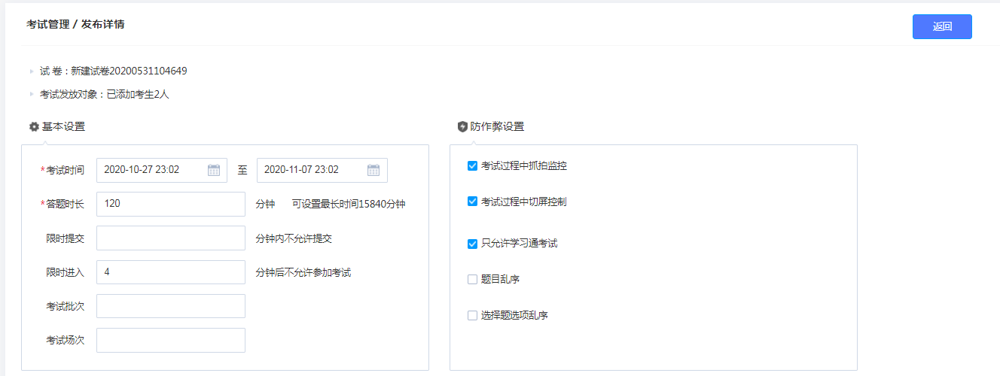 考试管理 / 发布详情
返回
试 卷：新建试卷20200531104649
考试发放对象：已添加考生2人
基本设置
*考试时间 2020-10-27 23:02 至 2020-11-07 23:02
*答题时长 120 分钟 可设置最长时间15840分钟
限时提交 分钟内不允许提交
限时进入 4 分钟后不允许参加考试
考试批次
考试场次
防作弊设置
考试过程中抓拍监控
考试过程中切屏控制
只允许学习通考试
题目乱序
选择题选项乱序